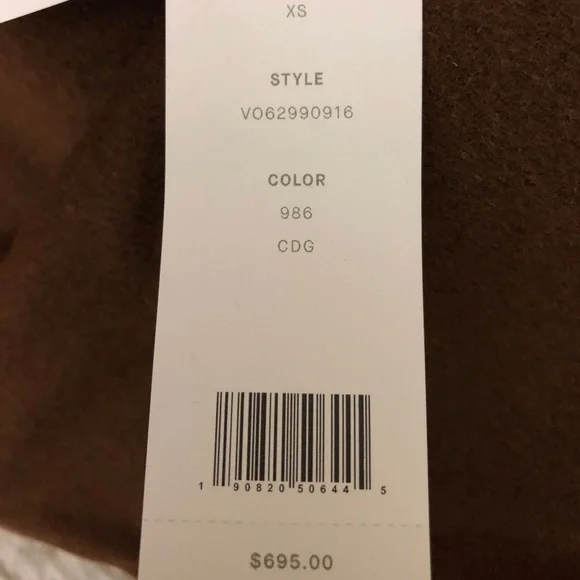 XS
STYLE
VO62990916
COLOR
986
CDG
1 90820 50644 5
$695.00